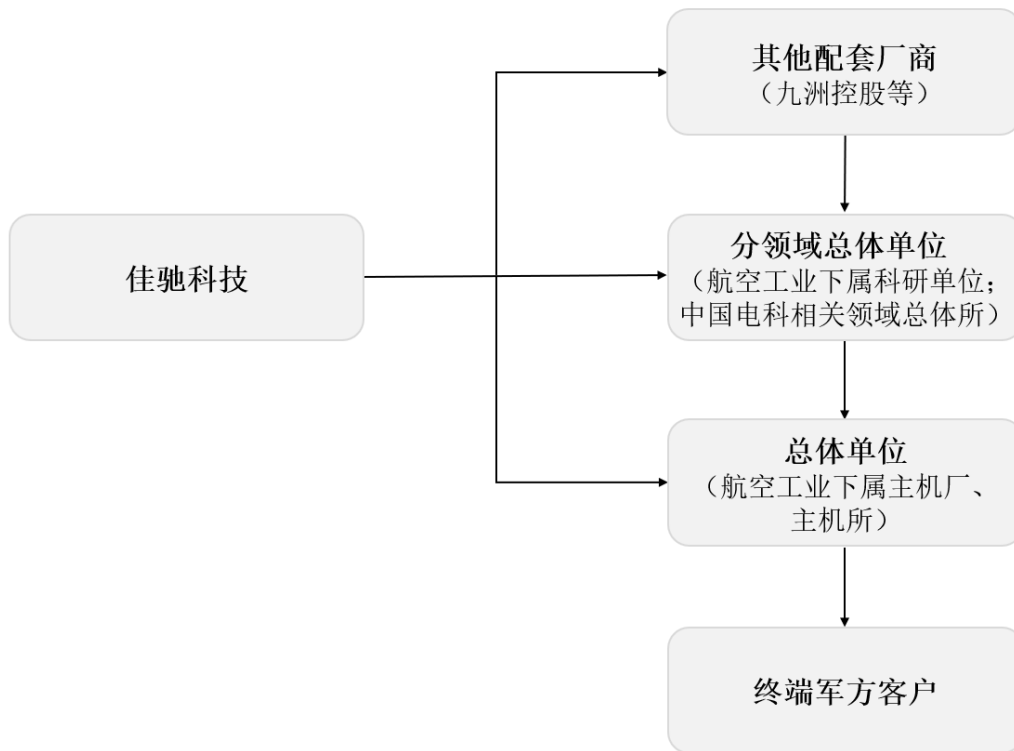 其他配套厂商
（九洲控股等）
佳驰科技
分领域总体单位
（航空工业下属科研单位；
中国电科相关领域总体所）
总体单位
（航空工业下属主机厂、
主机所）
终端军方客户